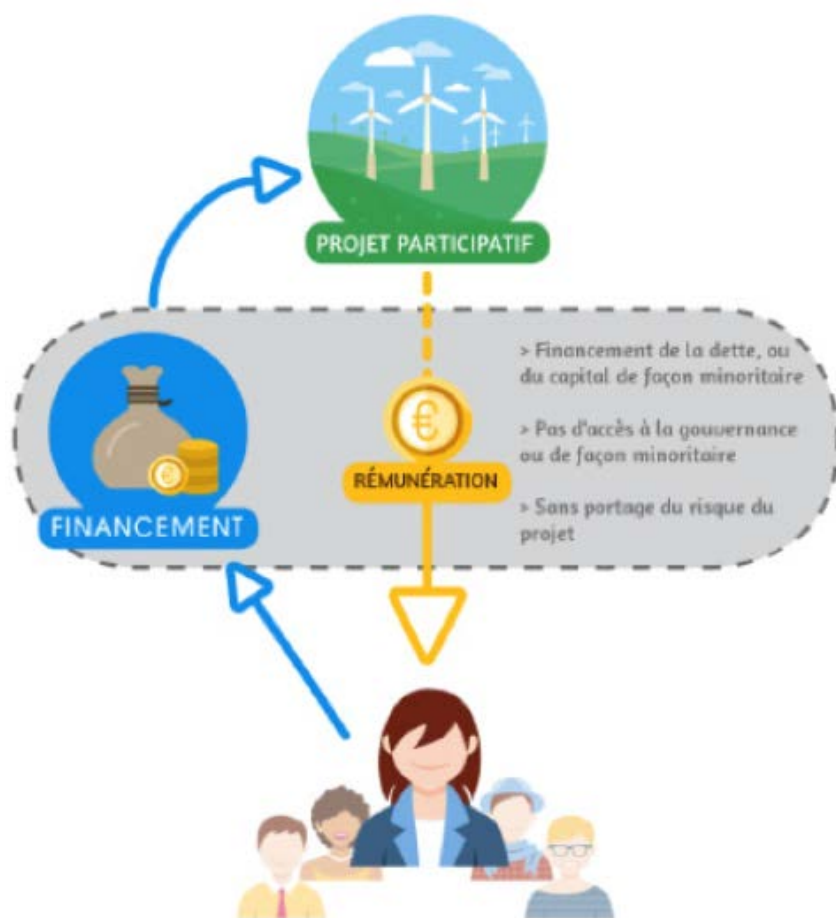 PROJET PARTICIPATIF
> Financement de la dette, ou
du capital de façon minoritaire
> Pas d'accès à la gouvernance
ou de façon minoritaire
> Sans portage du risque du
projet
€
RÉMUNÉRATION
€
FINANCEMENT